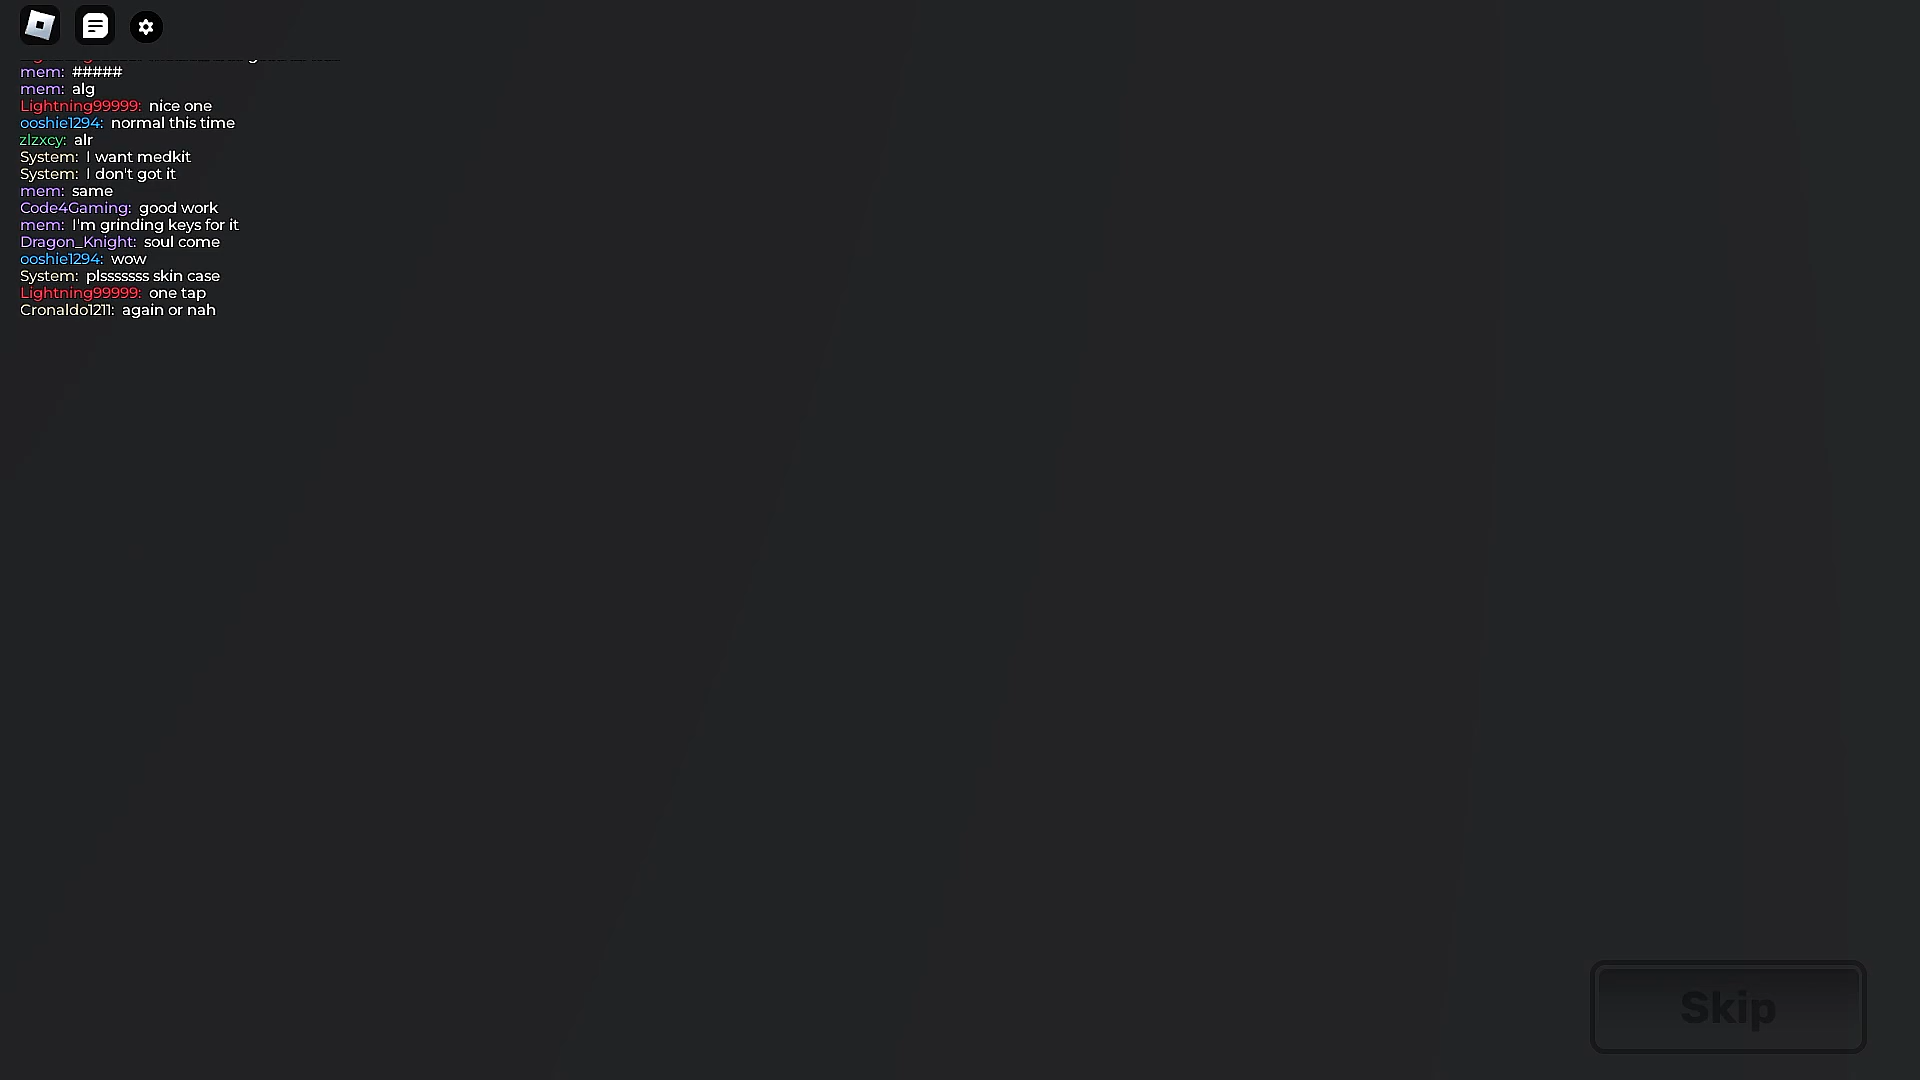 mem: #####
mem: alg
Lightning99999: nice one
ooshie1294: normal this time
zlzxcy: alr
System: I want medkit
System: I don't got it
mem: same
Code4Gaming: good work
mem: I'm grinding keys for it
Dragon_Knight: soul come
ooshie1294: wow
System: plsssssss skin case
Lightning99999: one tap
Cronaldo1211: again or nah
Skip